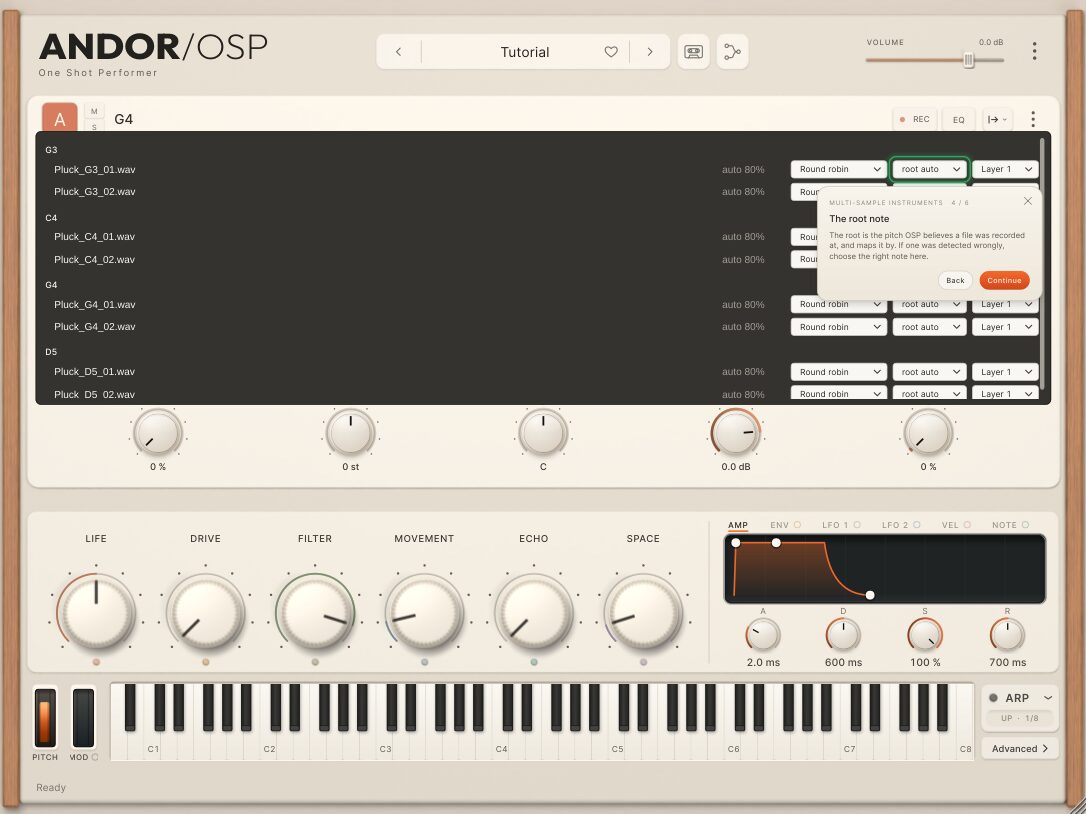 ANDOR/OSP
One Shot Performer
Tutorial
VOLUME 0.0 dB
A M S G4 REC EQ
G3
Pluck_G3_01.wav auto 80% Round robin root auto Layer 1
Pluck_G3_02.wav auto 80%
C4
Pluck_C4_01.wav auto 80%
Pluck_C4_02.wav auto 80%
MULTI-SAMPLE INSTRUMENTS 4 / 6
The root note
The root is the pitch OSP believes a file was recorded
at, and maps it by. If one was detected wrongly,
choose the right note here.
Back Continue
G4
Pluck_G4_01.wav auto 80% Round robin root auto Layer 1
Pluck_G4_02.wav auto 80% Round robin root auto Layer 1
D5
Pluck_D5_01.wav auto 80% Round robin root auto Layer 1
Pluck_D5_02.wav auto 80% Round robin root auto Layer 1
0 % 0 st C 0.0 dB 0 %
LIFE DRIVE FILTER MOVEMENT ECHO SPACE
AMP ENV LFO 1 LFO 2 VEL NOTE
A D S R
2.0 ms 600 ms 100 % 700 ms
PITCH MOD
C1 C2 C3 C4 C5 C6 C7 C8
ARP
UP · 1/8
Advanced
Ready